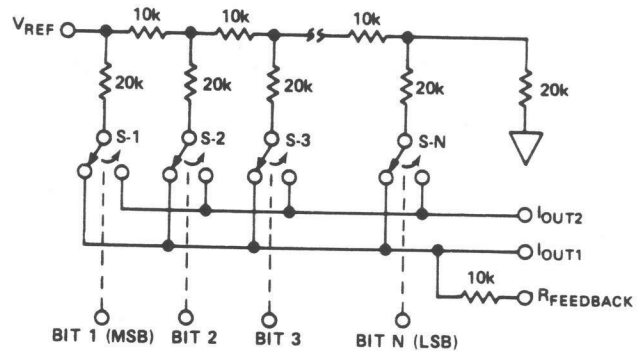 10k 10k 10k
VREF
20k 20k 20k 20k 20k
S-1 S-2 S-3 S-N
IOUT2
IOUT1
10k
RFEEDBACK
BIT 1 (MSB) BIT 2 BIT 3 BIT N (LSB)